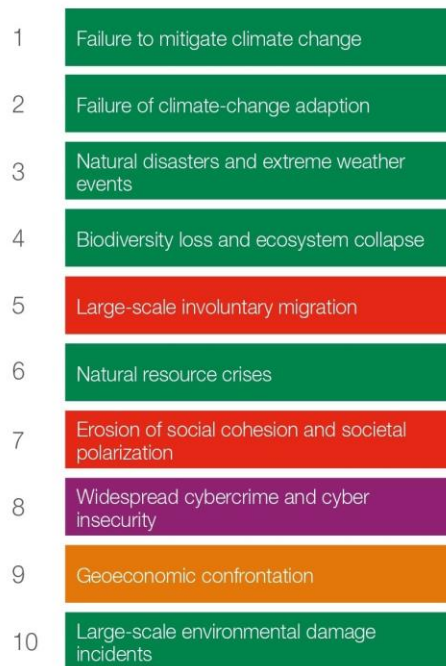 1
Failure to mitigate climate change
2
Failure of climate-change adaption
3
Natural disasters and extreme weather
events
4
Biodiversity loss and ecosystem collapse
5
Large-scale involuntary migration
6
Natural resource crises
7
Erosion of social cohesion and societal
polarization
8
Widespread cybercrime and cyber
insecurity
9
Geoeconomic confrontation
10
Large-scale environmental damage
incidents